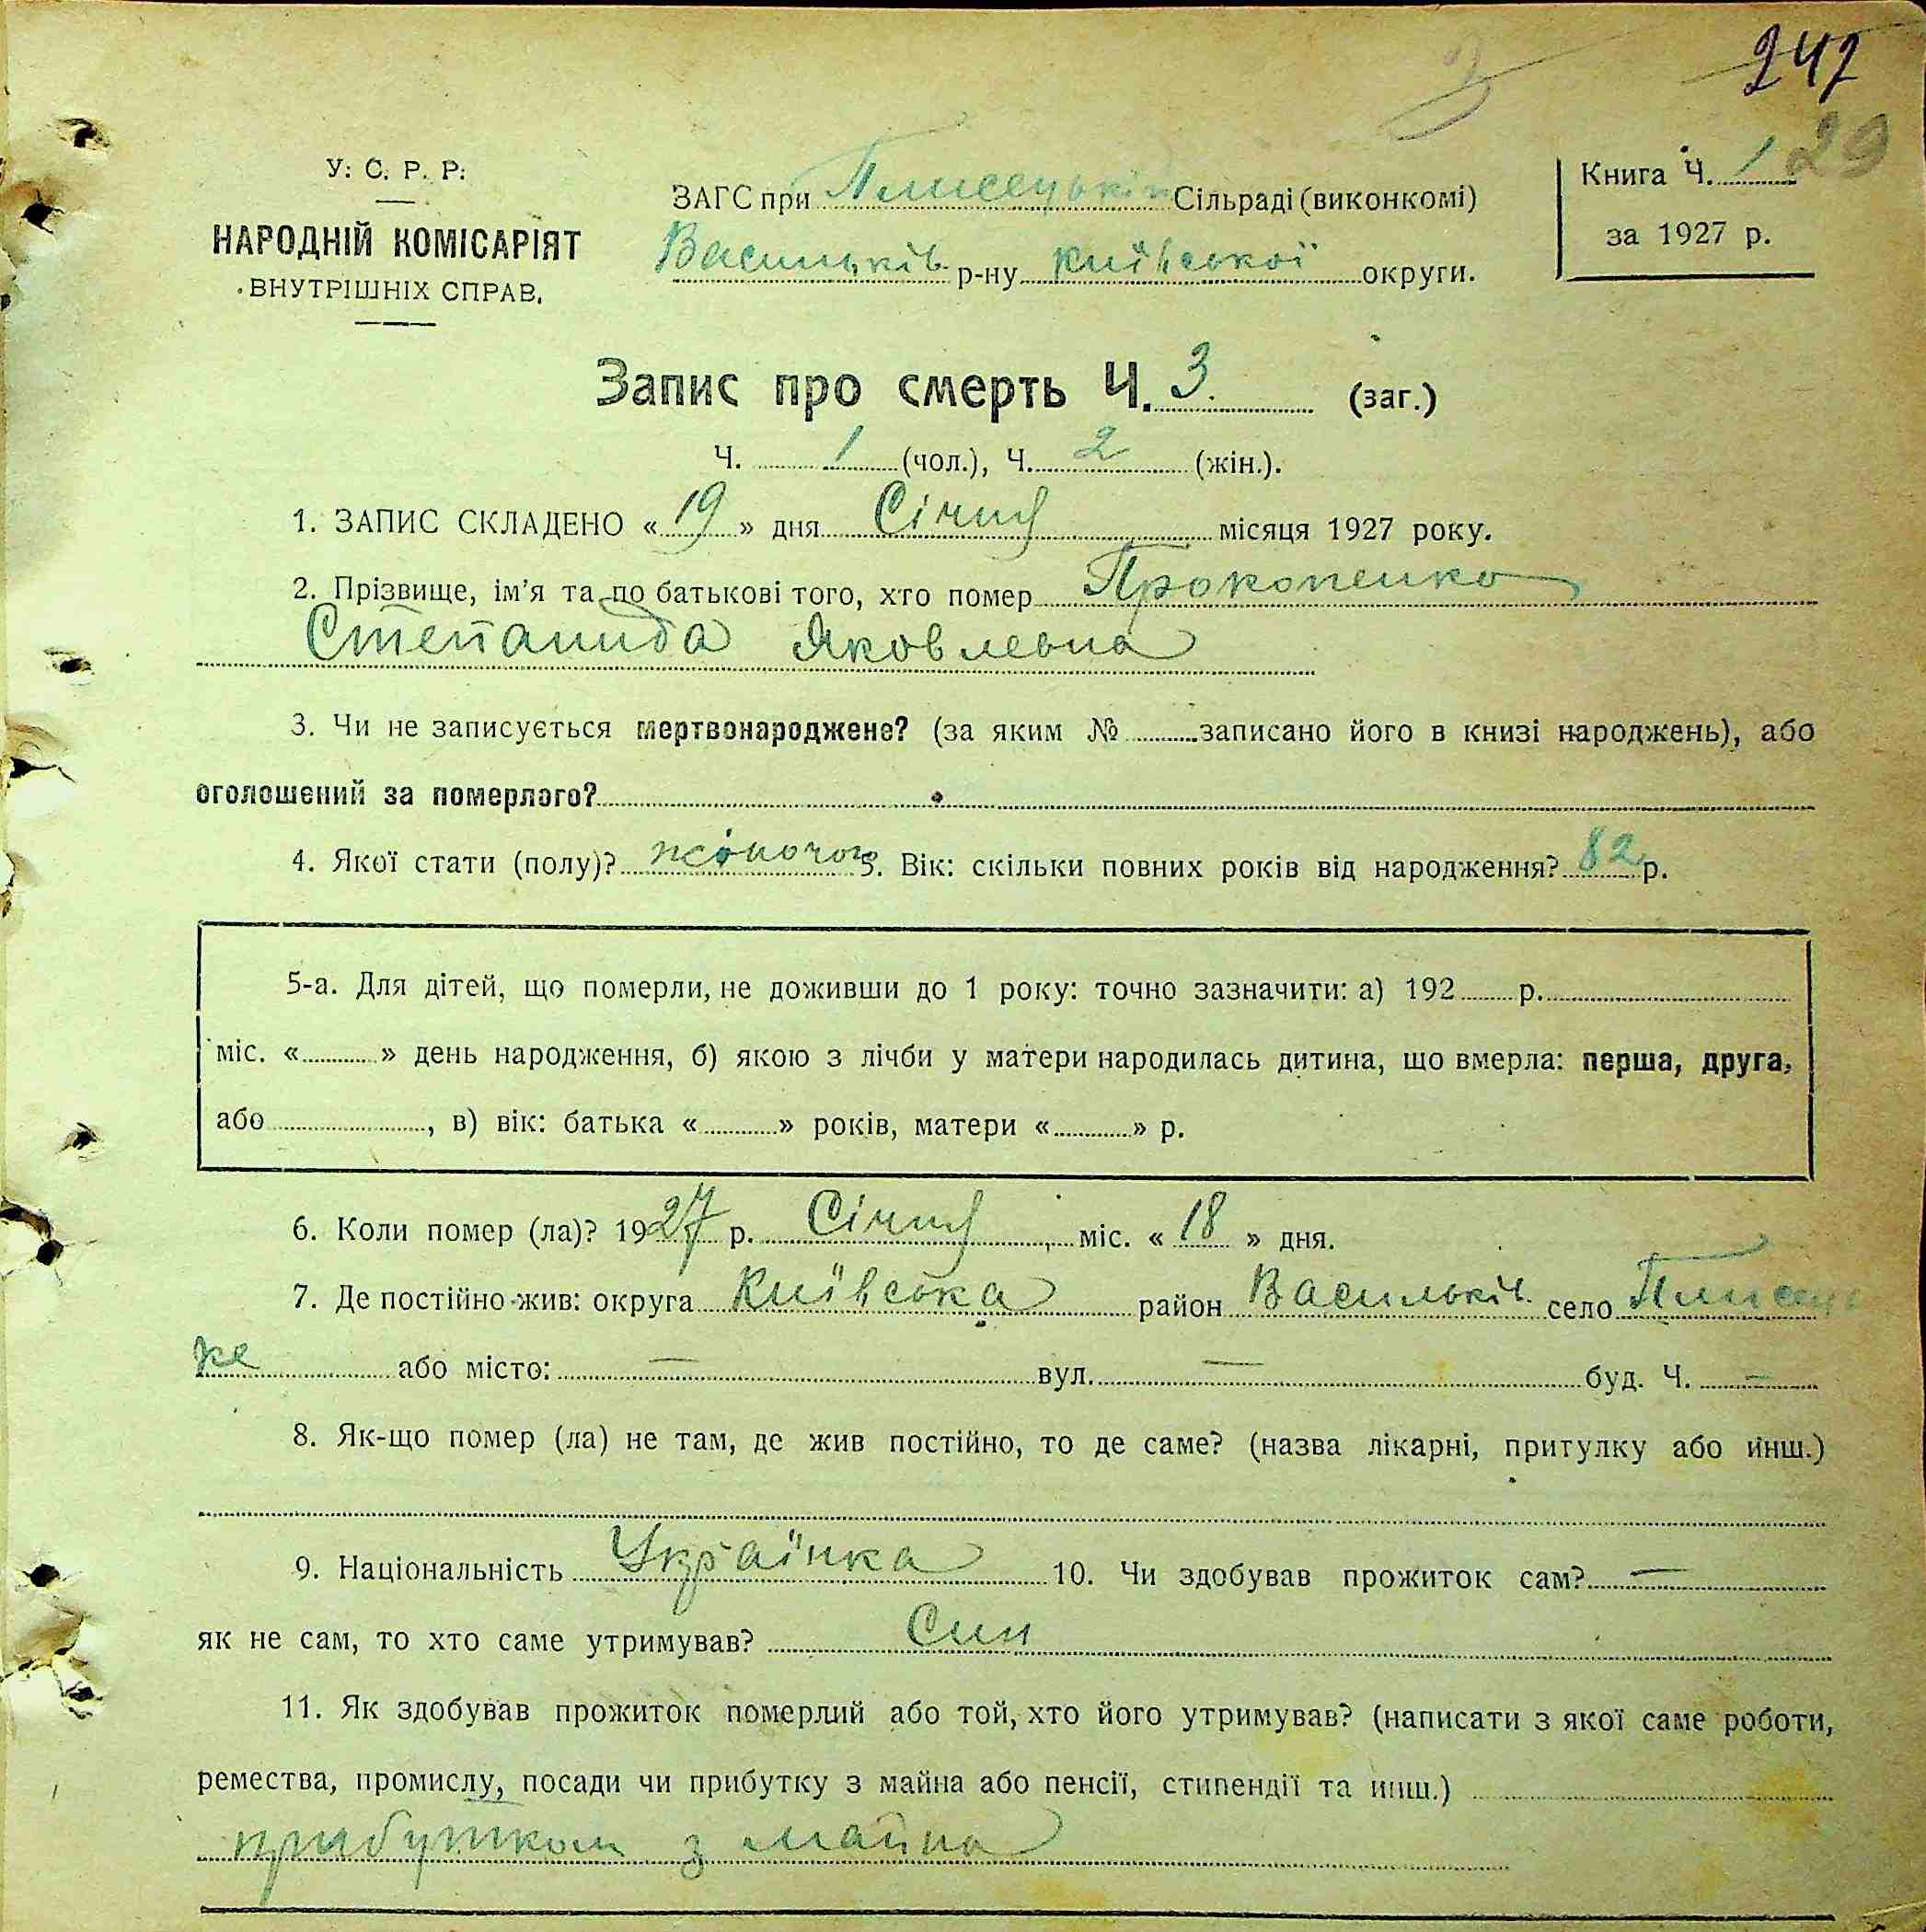 242
29
У. С. Р. Р.
НАРОДНІЙ КОМІСАРІЯТ
ВНУТРІШНІХ СПРАВ.
ЗАГС при Плисецькій Сільраді (виконкомі)
Васильків р-ну Київської округи.
Книга Ч. 1
за 1927 р.
Запис про смерть Ч. 3. (заг.)
Ч. 1 (чол.), Ч. 2 (жін.).
1. ЗАПИС СКЛАДЕНО « 19 » дня Січня місяця 1927 року.
2. Прізвище, ім'я та по батькові того, хто помер Прокопенко
Степанида Яковлевна
3. Чи не записується мертвонароджене? (за яким № записано його в книзі народжень), або
оголошений за померлого?
4. Якої стати (полу)? жіночої 5. Вік: скільки повних років від народження? 82 р.
5-а. Для дітей, що померли, не доживши до 1 року: точно зазначити: а) 192 р.
міс. « » день народження, б) якою з лічби у матери народилась дитина, що вмерла: перша, друга,
або , в) вік: батька « » років, матери « » р.
6. Коли помер (ла)? 1927 р. Січня міс. « 18 » дня.
7. Де постійно жив: округа Київська район Васильків село Плисець
ке або місто: — вул. — буд. Ч. —
8. Як-що помер (ла) не там, де жив постійно, то де саме? (назва лікарні, притулку або инш.)
9. Національність Українка 10. Чи здобував прожиток сам? —
як не сам, то хто саме утримував? Син
11. Як здобував прожиток померлий або той, хто його утримував? (написати з якої саме роботи,
ремества, промислу, посади чи прибутку з майна або пенсії, стипендії та инш.)
прибутком з майна